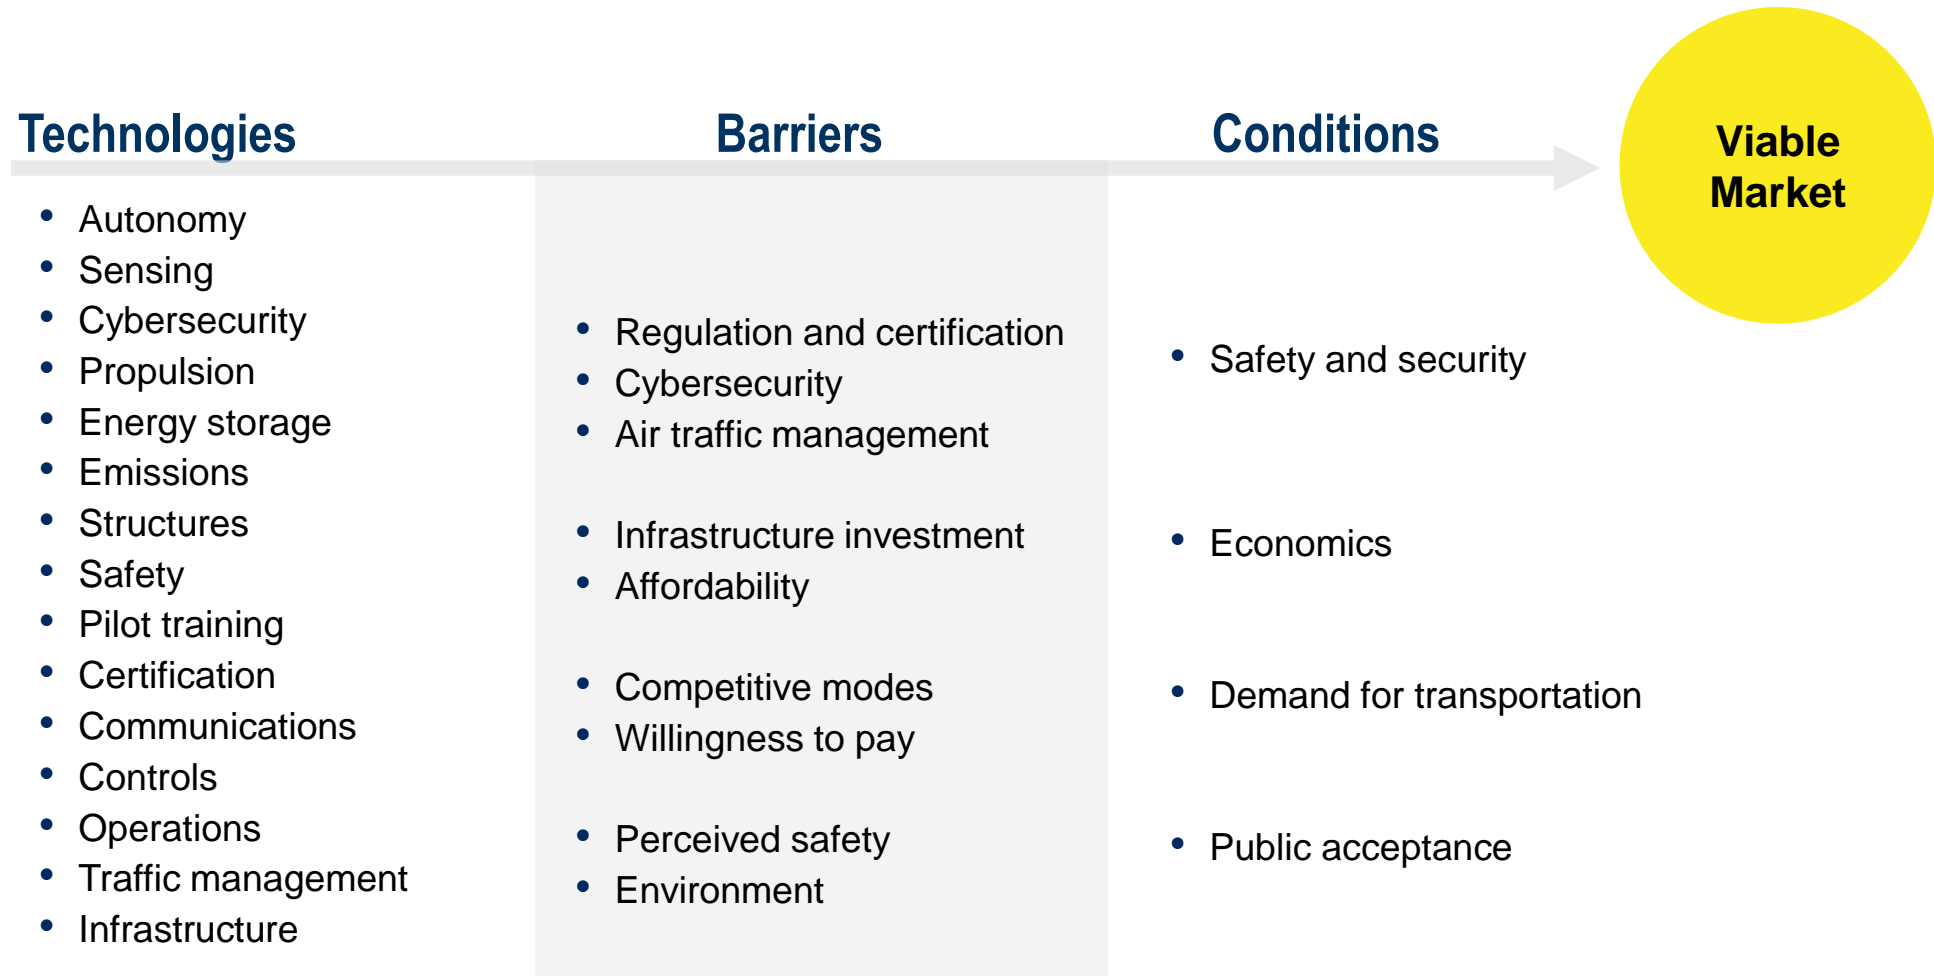 Technologies
Barriers
Conditions
Viable
Market
• Autonomy
• Sensing
• Cybersecurity
• Propulsion
• Energy storage
• Emissions
• Structures
• Safety
• Pilot training
• Certification
• Communications
• Controls
• Operations
• Traffic management
• Infrastructure
• Regulation and certification
• Cybersecurity
• Air traffic management
• Infrastructure investment
• Affordability
• Competitive modes
• Willingness to pay
• Perceived safety
• Environment
• Safety and security
• Economics
• Demand for transportation
• Public acceptance